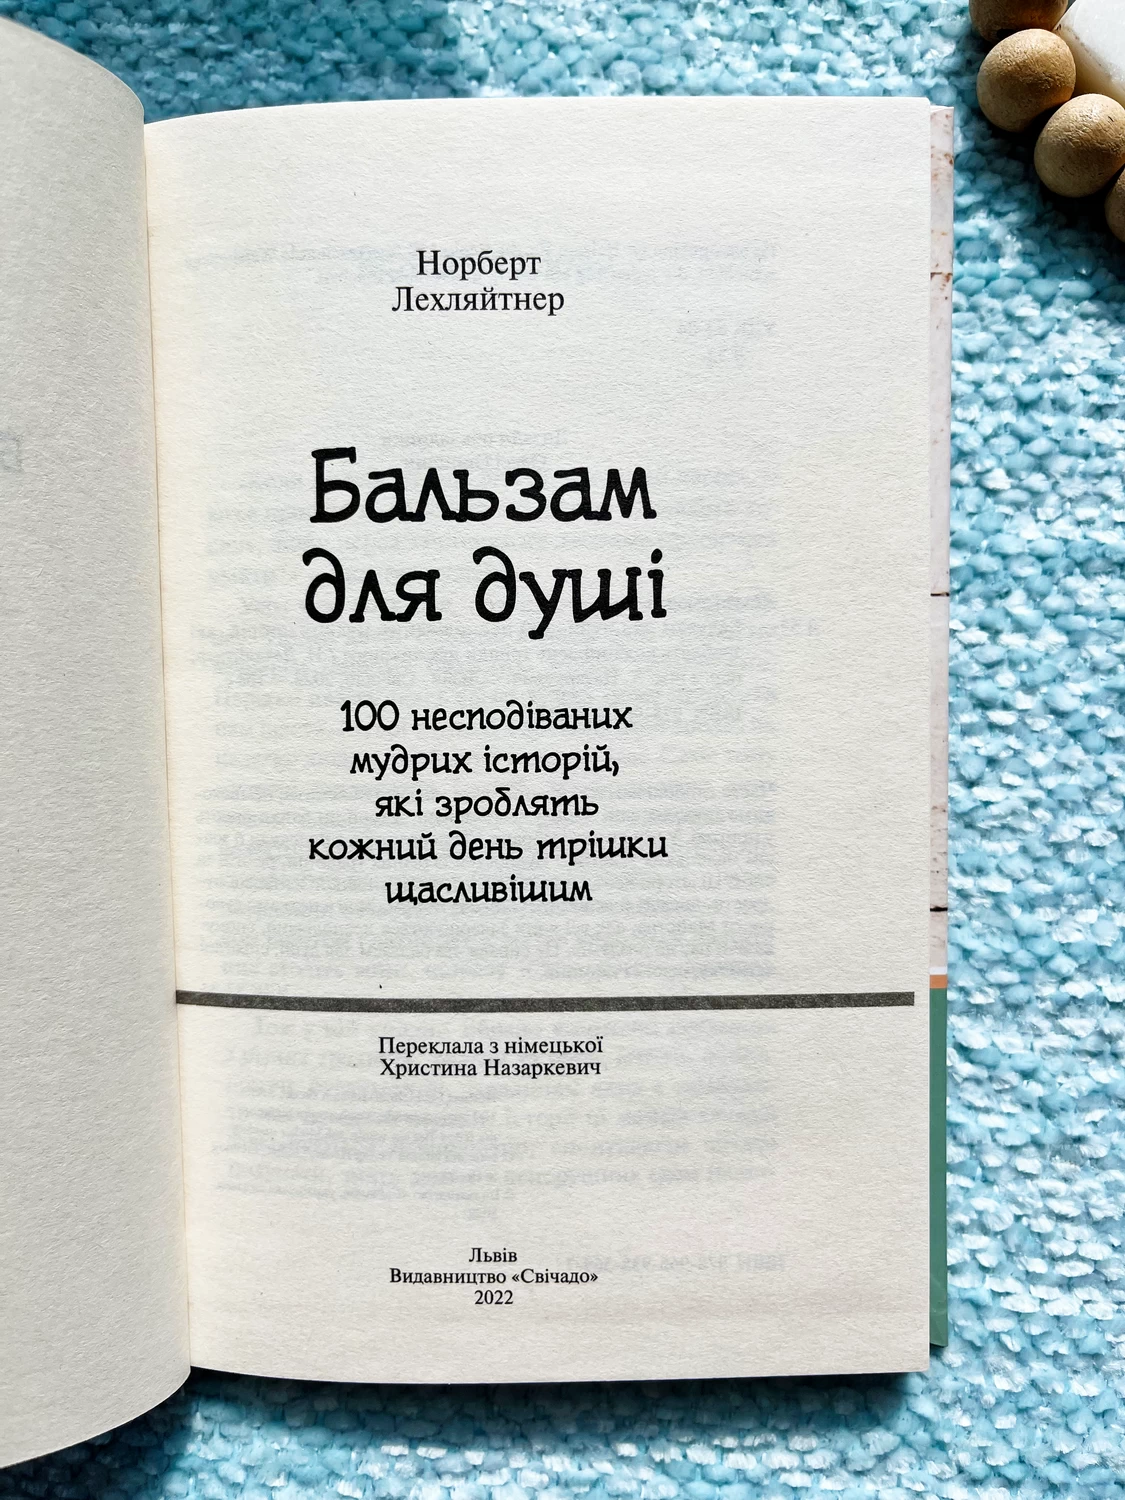 Норберт
Лехляйтнер
Бальзам
для душі
100 несподіваних
мудрих історій,
які зроблять
кожний день трішки
щасливішим
Переклала з німецької
Христина Назаркевич
Львів
Видавництво «Свічадо»
2022